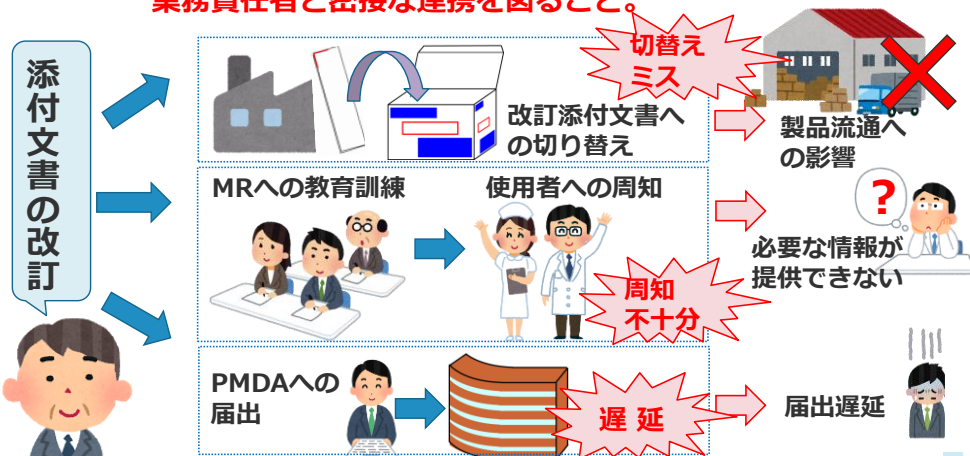 業務責任者と密接な連携を図ること。
添付文書の改訂
切替え
ミス
改訂添付文書へ
の切り替え
製品流通へ
の影響
MRへの教育訓練
使用者への周知
周知
不十分
?
必要な情報が
提供できない
PMDAへの
届出
遅 延
届出遅延